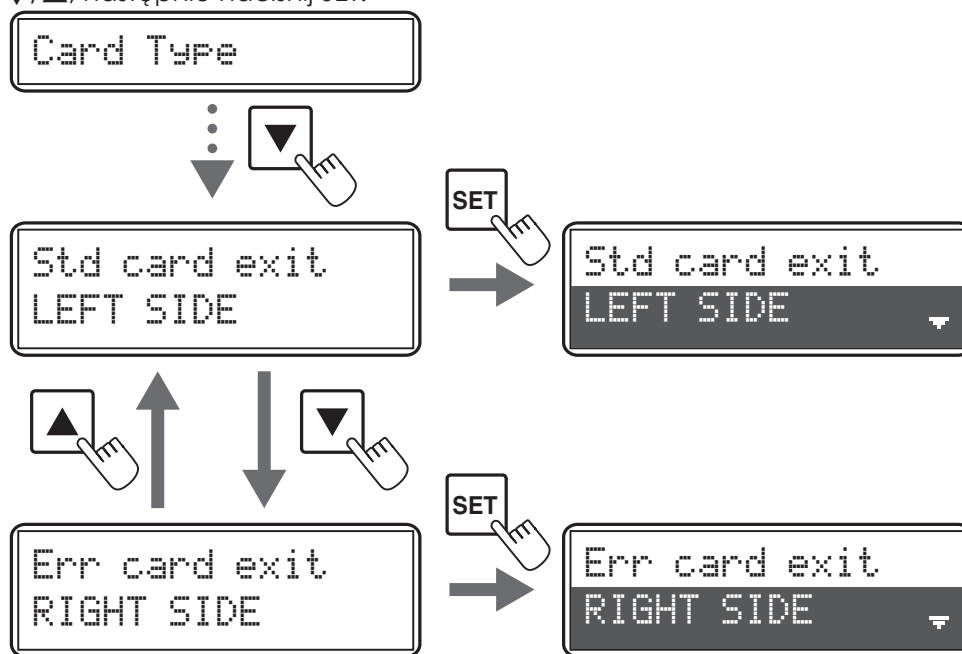 Card Type
Std card exit
LEFT SIDE
SET
Std card exit
LEFT SIDE
Err card exit
RIGHT SIDE
SET
Err card exit
RIGHT SIDE